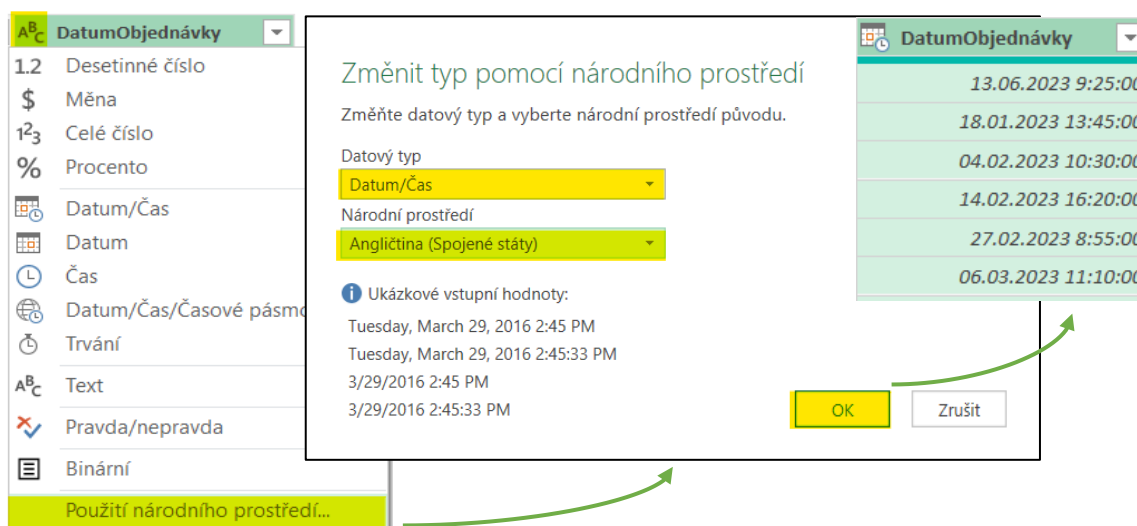 ABC DatumObjednávky
1.2 Desetinné číslo
$ Měna
123 Celé číslo
% Procento
Datum/Čas
Datum
Čas
Datum/Čas/Časové
Trvání
ABC Text
Pravda/nepravda
Binární
Použití národního prostředí...
Změnit typ pomocí národního prostředí
Změňte datový typ a vyberte národní prostředí původu.
Datový typ
Datum/Čas
Národní prostředí
Angličtina (Spojené státy)
Ukázkové vstupní hodnoty:
Tuesday, March 29, 2016 2:45 PM
Tuesday, March 29, 2016 2:45:33 PM
3/29/2016 2:45 PM
3/29/2016 2:45:33 PM
OK
Zrušit
DatumObjednávky
13.06.2023 9:25:00
18.01.2023 13:45:00
04.02.2023 10:30:00
14.02.2023 16:20:00
27.02.2023 8:55:00
06.03.2023 11:10:00